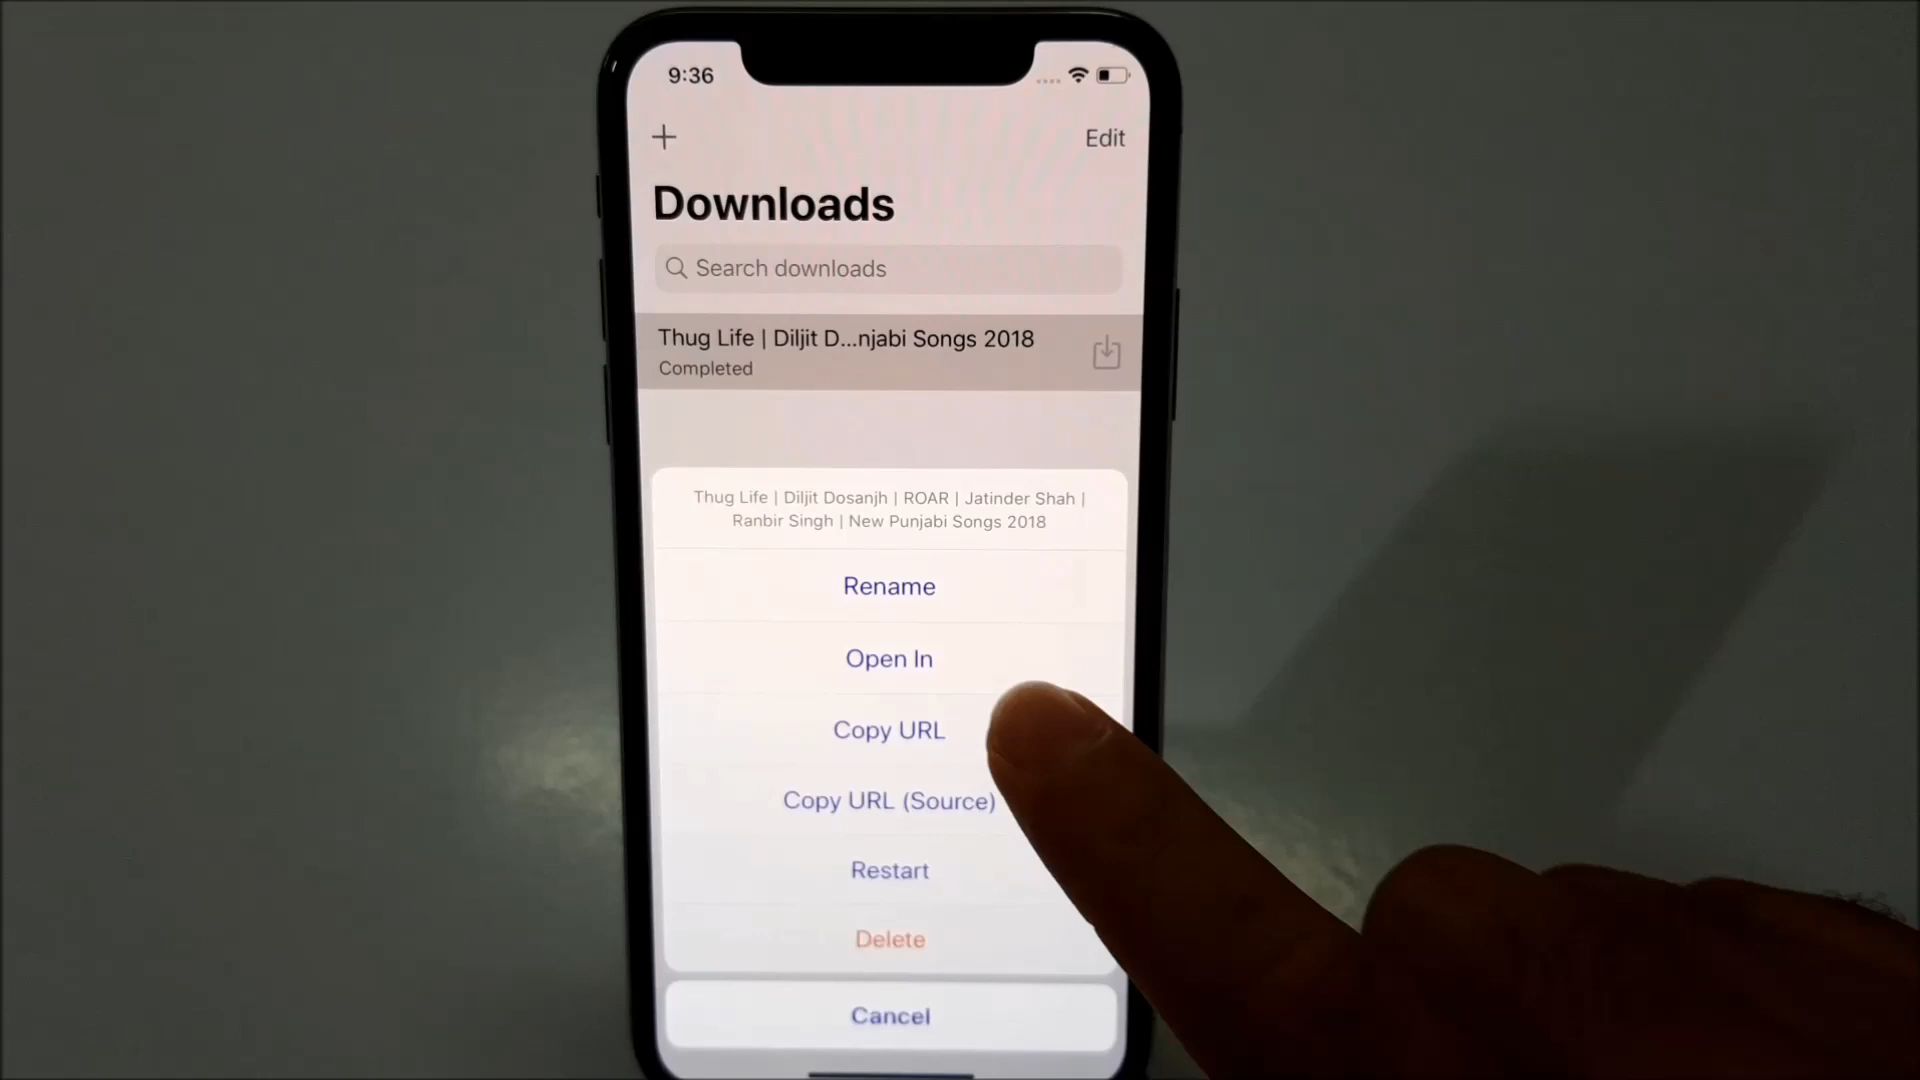 9:36
Edit
Downloads
Search downloads
Thug Life | Diljit D...njabi Songs 2018
Completed
Thug Life | Diljit Dosanjh | ROAR | Jatinder Shah |
Ranbir Singh | New Punjabi Songs 2018
Rename
Open In
Copy URL
Copy URL (Source)
Restart
Delete
Cancel